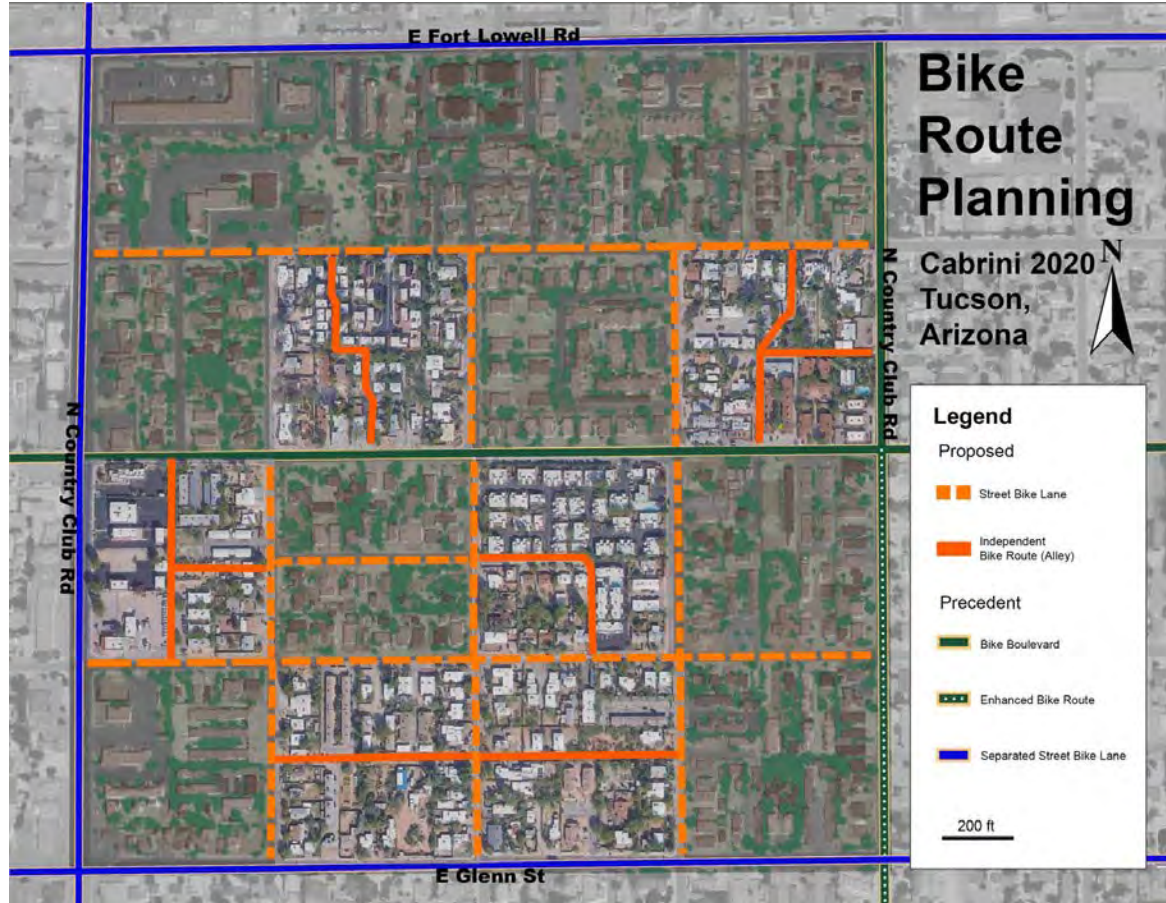 E Fort Lowell Rd
Bike
Route
Planning
Cabrini 2020
Tucson,
Arizona
N
N Country Club Rd
N Country Club Rd
Legend
Proposed
Street Bike Lane
Independent
Bike Route (Alley)
Precedent
Bike Boulevard
Enhanced Bike Route
Separated Street Bike Lane
200 ft
E Glenn St